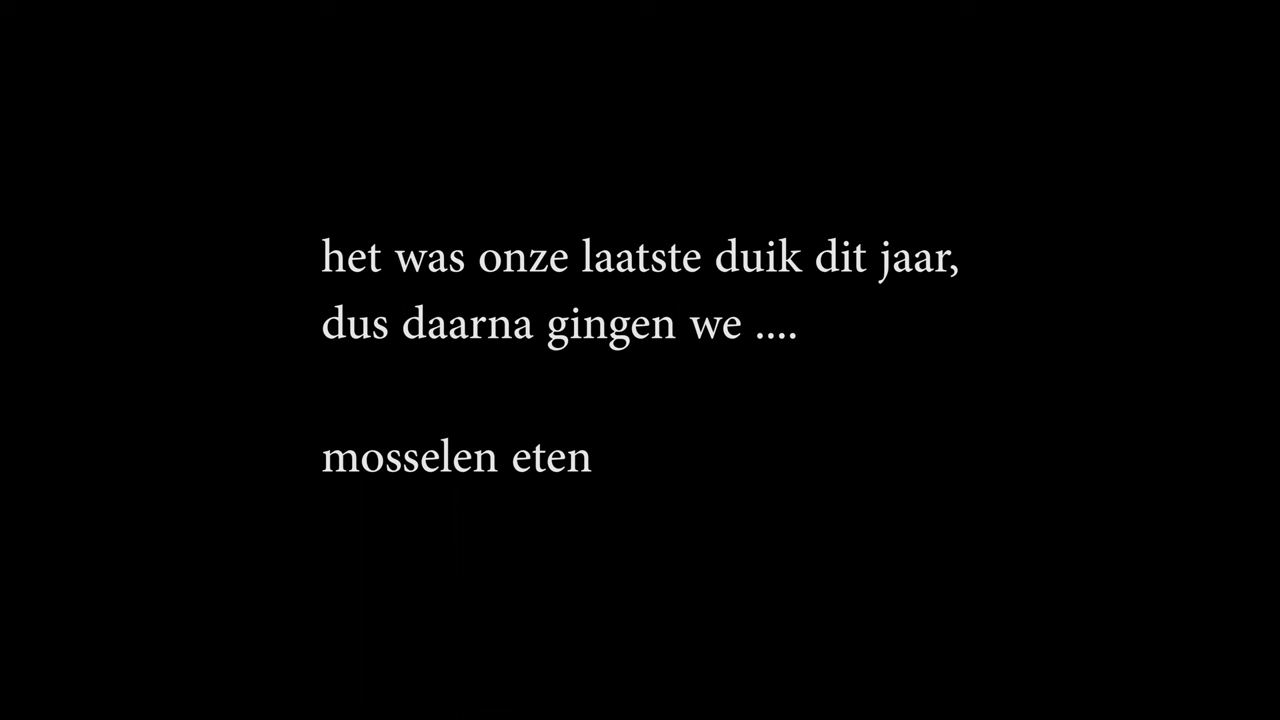 het was onze laatste duik dit jaar,
dus daarna gingen we ....
mosselen eten